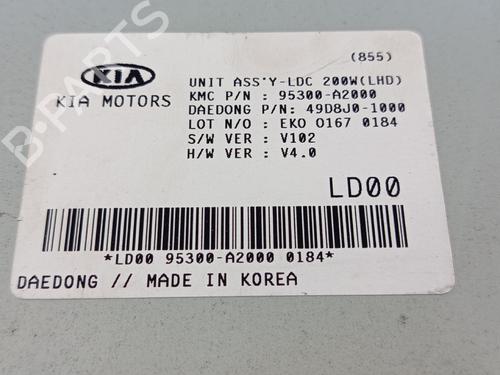 (855)
KIA
KIA MOTORS
UNIT ASS'Y-LDC 200W(LHD)
KMC P/N : 95300-A2000
DAEDONG P/N: 49D8J0-1000
LOT N/O : EKO O167 0184
S/W VER : V102
H/W VER : V4.0
LD00
*LD00 95300-A2000 0184*
DAEDONG // MADE IN KOREA
B-PARTS